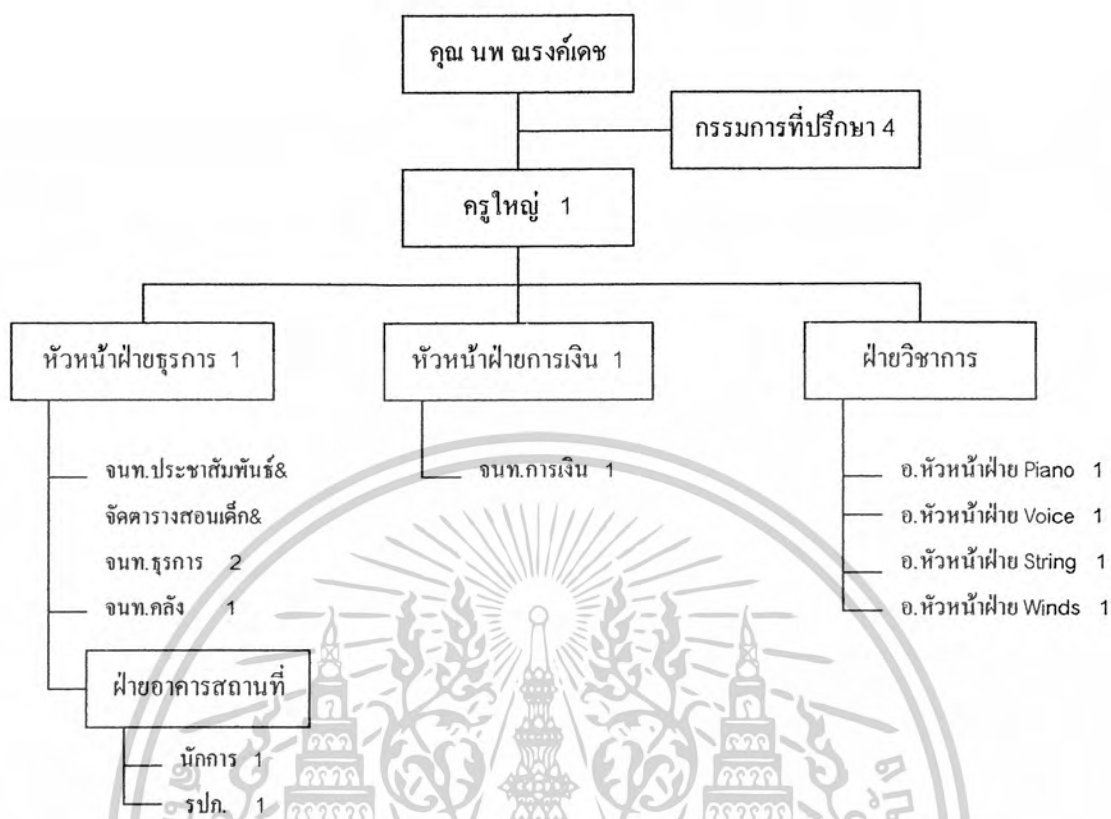 คุณ นพ ณรงค์เดช
กรรมการที่ปรึกษา 4
ครูใหญ่ 1
หัวหน้าฝ่ายธุรการ 1
จนท.ประชาสัมพันธ์&
จัดตารางสอนเด็ก&
จนท.ธุรการ 2
จนท.คลัง 1
ฝ่ายอาคารสถานที่
นักการ 1
รปภ. 1
หัวหน้าฝ่ายการเงิน 1
จนท.การเงิน 1
ฝ่ายวิชาการ
อ.หัวหน้าฝ่าย Piano 1
อ.หัวหน้าฝ่าย Voice 1
อ.หัวหน้าฝ่าย String 1
อ.หัวหน้าฝ่าย Winds 1